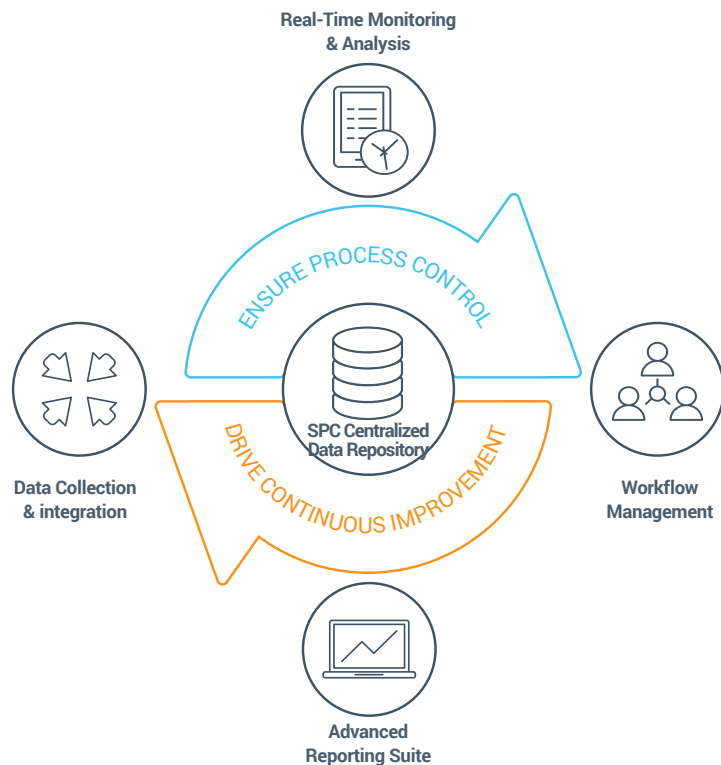 Real-Time Monitoring
& Analysis
ENSURE PROCESS CONTROL
SPC Centralized
Data Repository
DRIVE CONTINUOUS IMPROVEMENT
Data Collection
& integration
Workflow
Management
Advanced
Reporting Suite